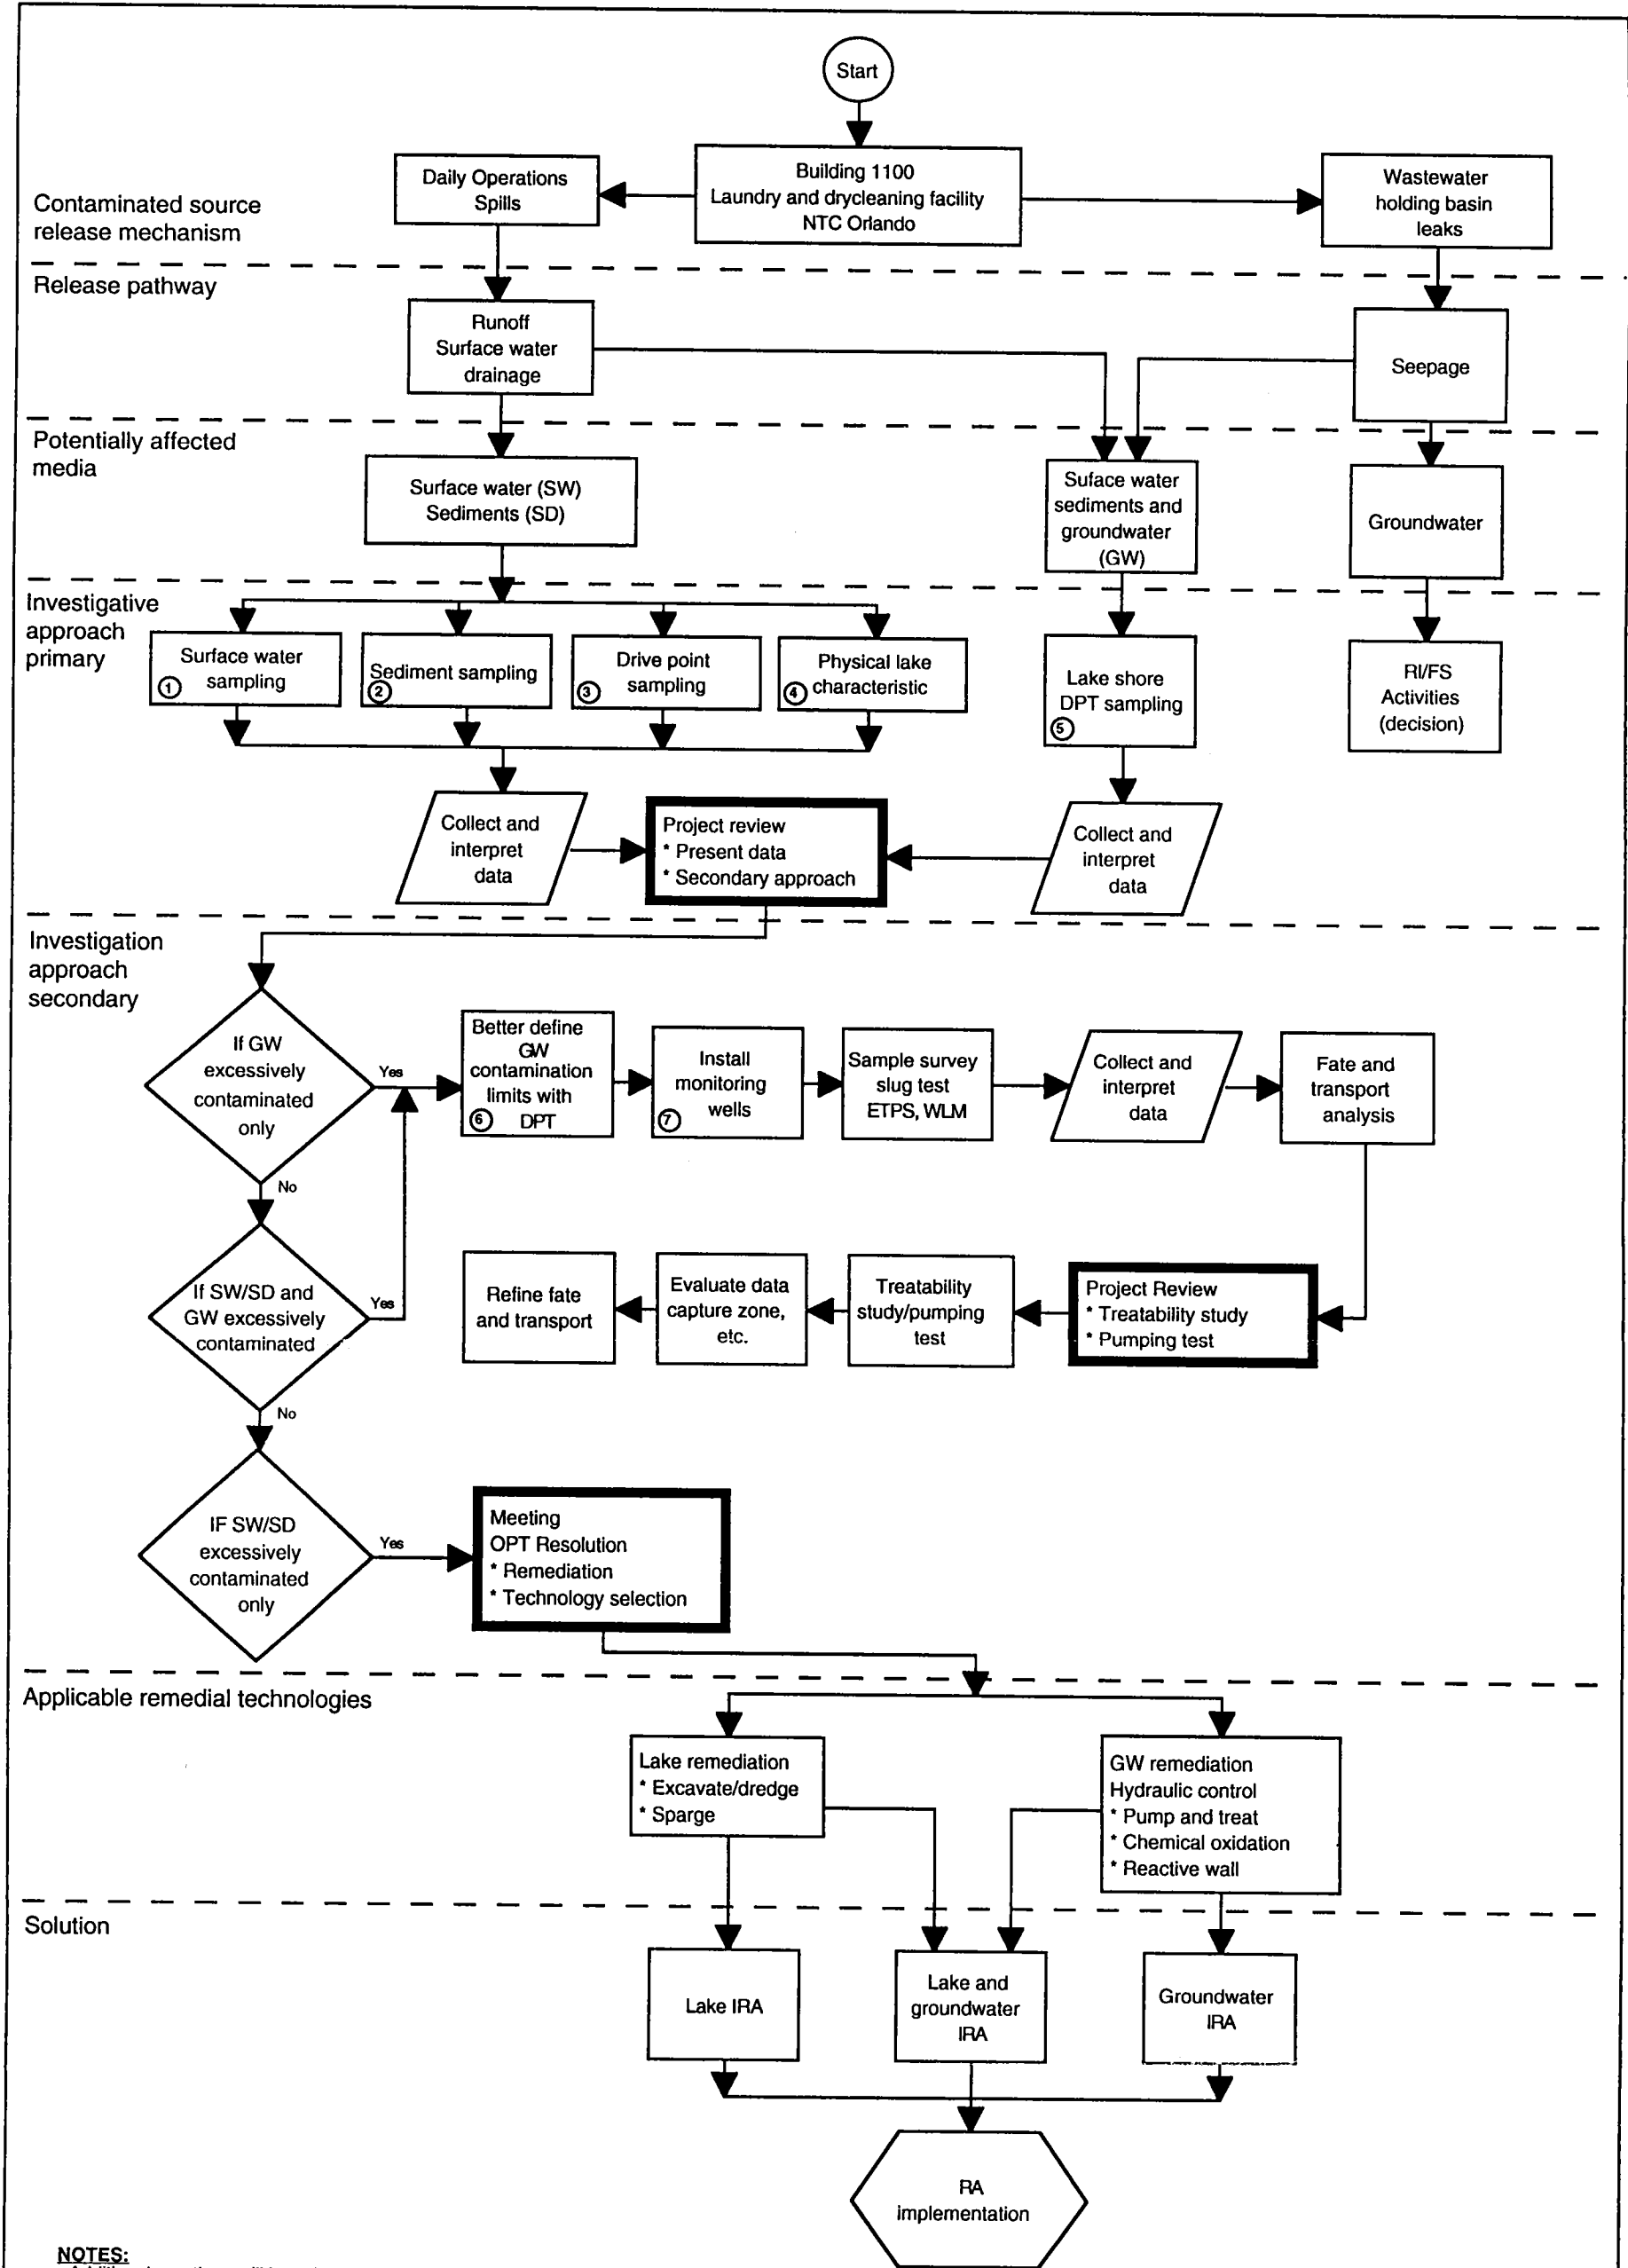 Start
Contaminated source
release mechanism
Daily Operations
Spills
Building 1100
Laundry and drycleaning facility
NTC Orlando
Wastewater
holding basin
leaks
Release pathway
Runoff
Surface water
drainage
Seepage
Potentially affected
media
Surface water (SW)
Sediments (SD)
Suface water
sediments and
groundwater
(GW)
Groundwater
Investigative
approach
primary
Surface water
sampling
1
Sediment sampling
2
Drive point
sampling
3
Physical lake
characteristic
4
Lake shore
DPT sampling
5
RI/FS
Activities
(decision)
Collect and
interpret
data
Project review
* Present data
* Secondary approach
Collect and
interpret
data
Investigation
approach
secondary
If GW
excessively
contaminated
only
Yes
Better define
GW
contamination
limits with
DPT
6
Install
monitoring
wells
7
Sample survey
slug test
ETPS, WLM
Collect and
interpret
data
Fate and
transport
analysis
No
If SW/SD and
GW excessively
contaminated
Yes
Refine fate
and transport
Evaluate data
capture zone,
etc.
Treatability
study/pumping
test
Project Review
* Treatability study
* Pumping test
No
IF SW/SD
excessively
contaminated
only
Yes
Meeting
OPT Resolution
* Remediation
* Technology selection
Applicable remedial technologies
Lake remediation
* Excavate/dredge
* Sparge
GW remediation
Hydraulic control
* Pump and treat
* Chemical oxidation
* Reactive wall
Solution
Lake IRA
Lake and
groundwater
IRA
Groundwater
IRA
RA
implementation
NOTES: